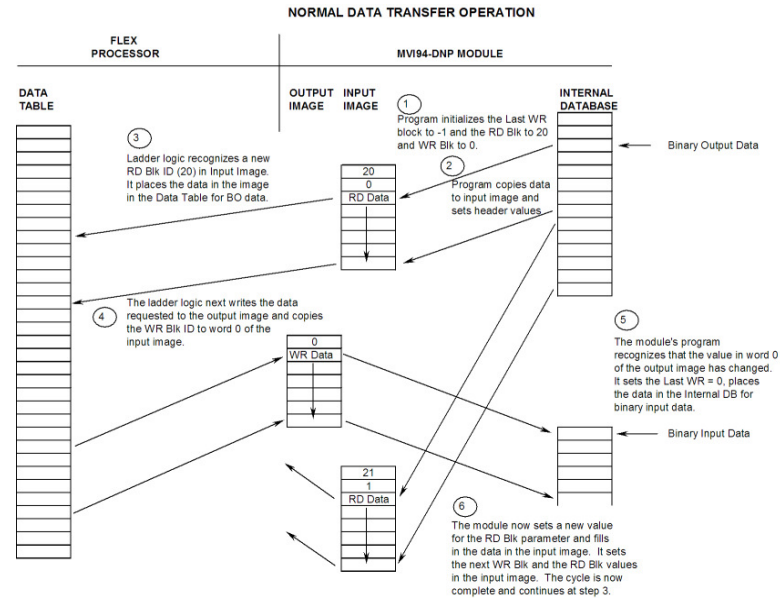 NORMAL DATA TRANSFER OPERATION
FLEX
PROCESSOR
MVI94-DNP MODULE
DATA
TABLE
OUTPUT
IMAGE
INPUT
IMAGE
INTERNAL
DATABASE
1
Program initializes the Last WR
block to -1 and the RD Blk to 20
and WR Blk to 0.
Binary Output Data
3
Ladder logic recognizes a new
RD Blk ID (20) in Input Image.
It places the data in the image
in the Data Table for BO data.
20
0
RD Data
2
Program copies data
to input image and
sets header values
4
The ladder logic next writes the data
requested to the output image and copies
the WR Blk ID to word 0 of the
input image.
0
WR Data
5
The module's program
recognizes that the value in word 0
of the output image has changed.
It sets the Last WR = 0, places
the data in the Internal DB for
binary input data.
Binary Input Data
21
1
RD Data
6
The module now sets a new value
for the RD Blk parameter and fills
in the data in the input image. It sets
the next WR Blk and the RD Blk values
in the input image. The cycle is now
complete and continues at step 3.